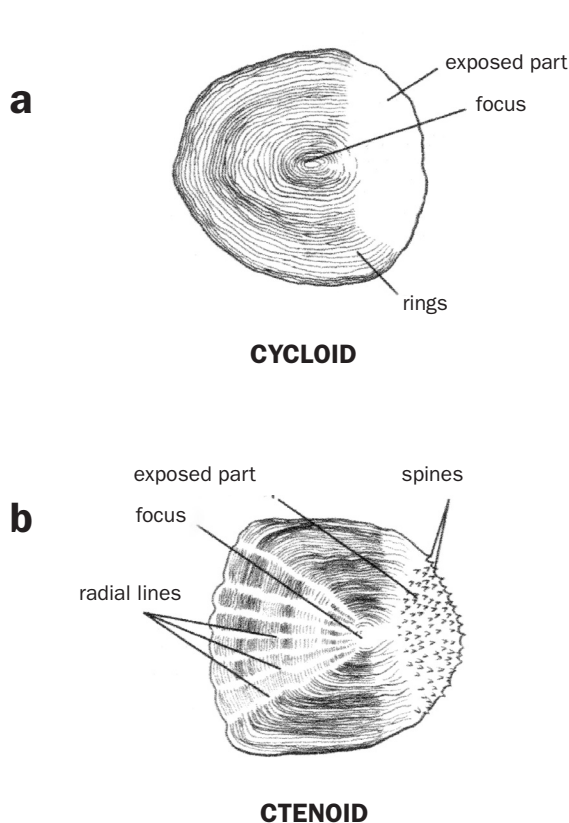 a
exposed part
focus
rings
CYCLOID
exposed part
spines
b
focus
radial lines
CTENOID